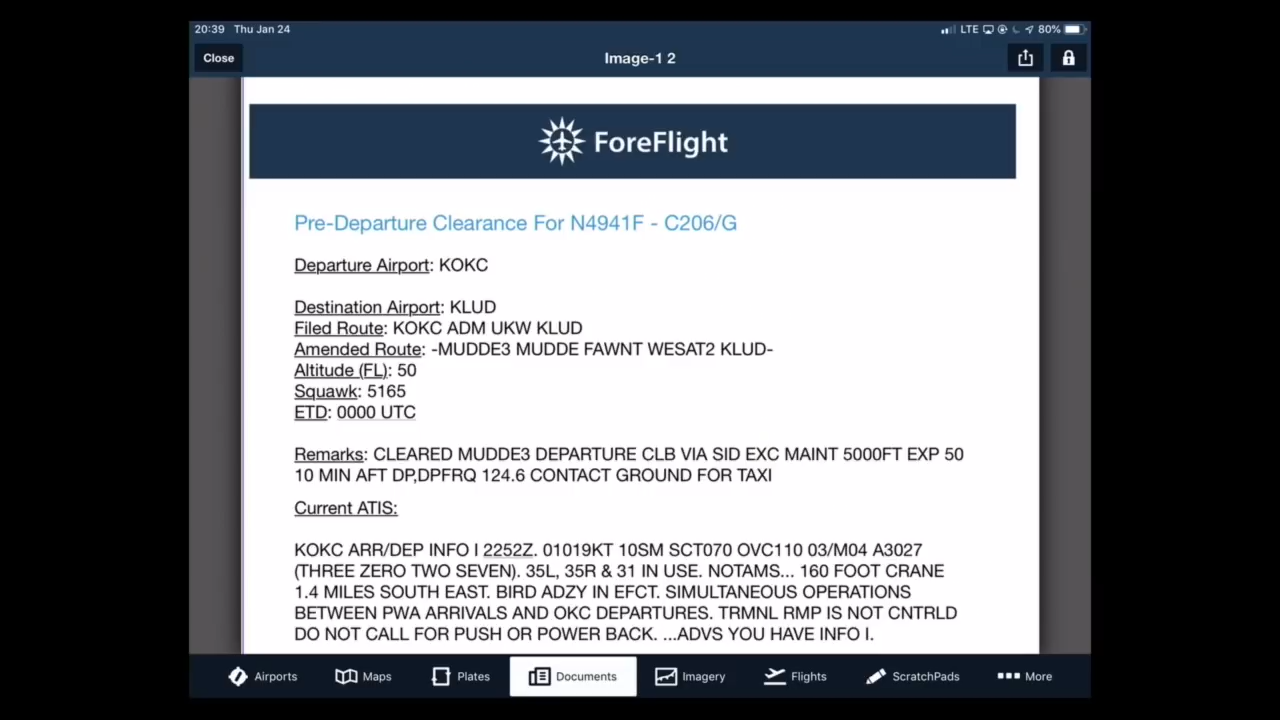 20:39 Thu Jan 24 LTE 80%
Close Image-1 2
ForeFlight
Pre-Departure Clearance For N4941F - C206/G
Departure Airport: KOKC
Destination Airport: KLUD
Filed Route: KOKC ADM UKW KLUD
Amended Route: -MUDDE3 MUDDE FAWNT WESAT2 KLUD-
Altitude (FL): 50
Squawk: 5165
ETD: 0000 UTC
Remarks: CLEARED MUDDE3 DEPARTURE CLB VIA SID EXC MAINT 5000FT EXP 50
10 MIN AFT DP,DPFRQ 124.6 CONTACT GROUND FOR TAXI
Current ATIS:
KOKC ARR/DEP INFO I 2252Z. 01019KT 10SM SCT070 OVC110 03/M04 A3027
(THREE ZERO TWO SEVEN). 35L, 35R & 31 IN USE. NOTAMS... 160 FOOT CRANE
1.4 MILES SOUTH EAST. BIRD ADZY IN EFCT. SIMULTANEOUS OPERATIONS
BETWEEN PWA ARRIVALS AND OKC DEPARTURES. TRMNL RMP IS NOT CNTRLD
DO NOT CALL FOR PUSH OR POWER BACK. ...ADVS YOU HAVE INFO I.
Airports Maps Plates Documents Imagery Flights ScratchPads More